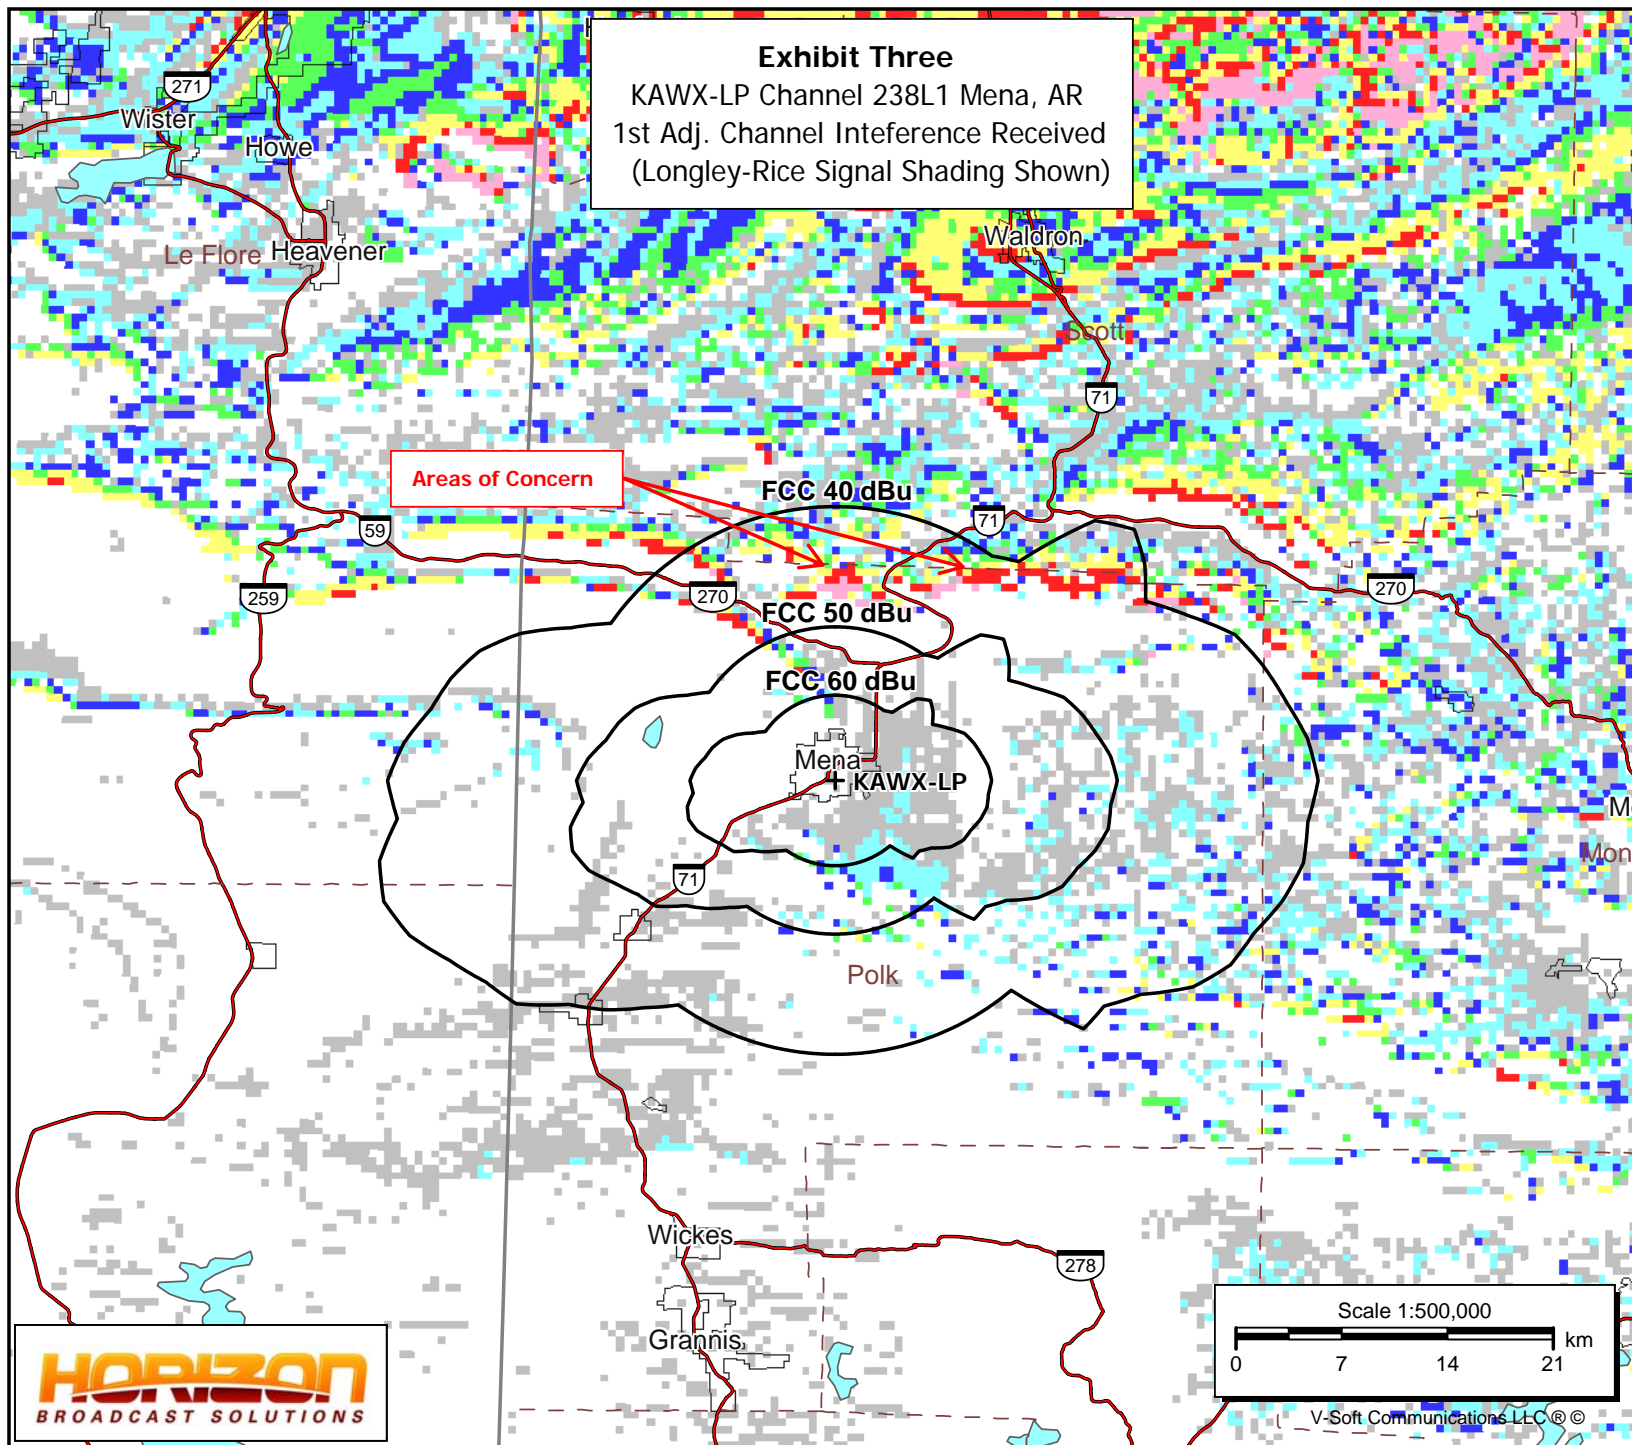 Exhibit Three
KAWX-LP Channel 238L1 Mena, AR
1st Adj. Channel Inteference Received
(Longley-Rice Signal Shading Shown)
271
Wister
Howe
Le Flore
Heavener
Waldron
Scott
71
Areas of Concern
FCC 40 dBu
59
71
259
270
270
FCC 50 dBu
FCC 60 dBu
Mena
KAWX-LP
Mon
71
Polk
Wickes
278
Grannis
Scale 1:500,000
km
0 7 14 21
HORIZON
BROADCAST SOLUTIONS
V-Soft Communications LLC ® ©